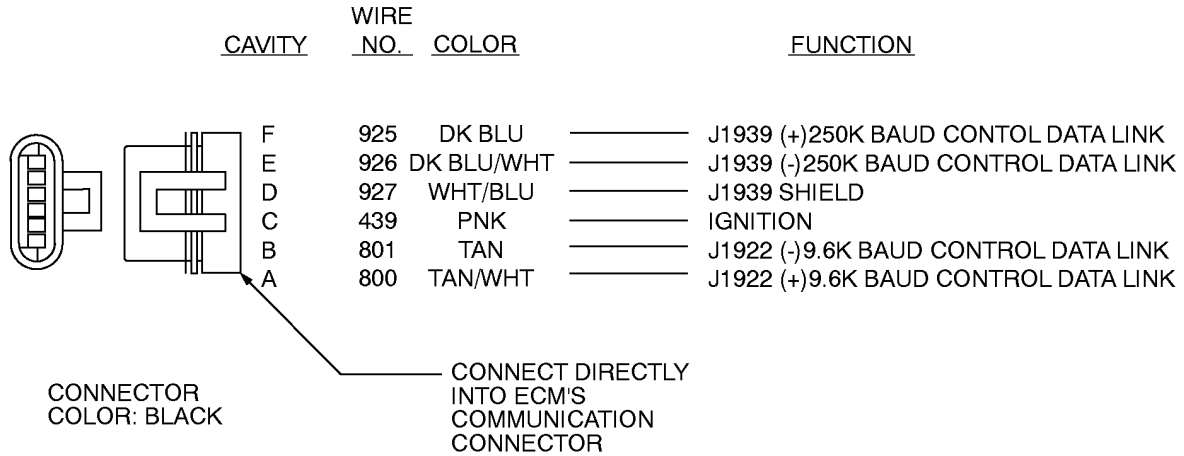 WIRE
CAVITY NO. COLOR FUNCTION
F 925 DK BLU J1939 (+)250K BAUD CONTOL DATA LINK
E 926 DK BLU/WHT J1939 (-)250K BAUD CONTROL DATA LINK
D 927 WHT/BLU J1939 SHIELD
C 439 PNK IGNITION
B 801 TAN J1922 (-)9.6K BAUD CONTROL DATA LINK
A 800 TAN/WHT J1922 (+)9.6K BAUD CONTROL DATA LINK
CONNECTOR
COLOR: BLACK
CONNECT DIRECTLY
INTO ECM'S
COMMUNICATION
CONNECTOR